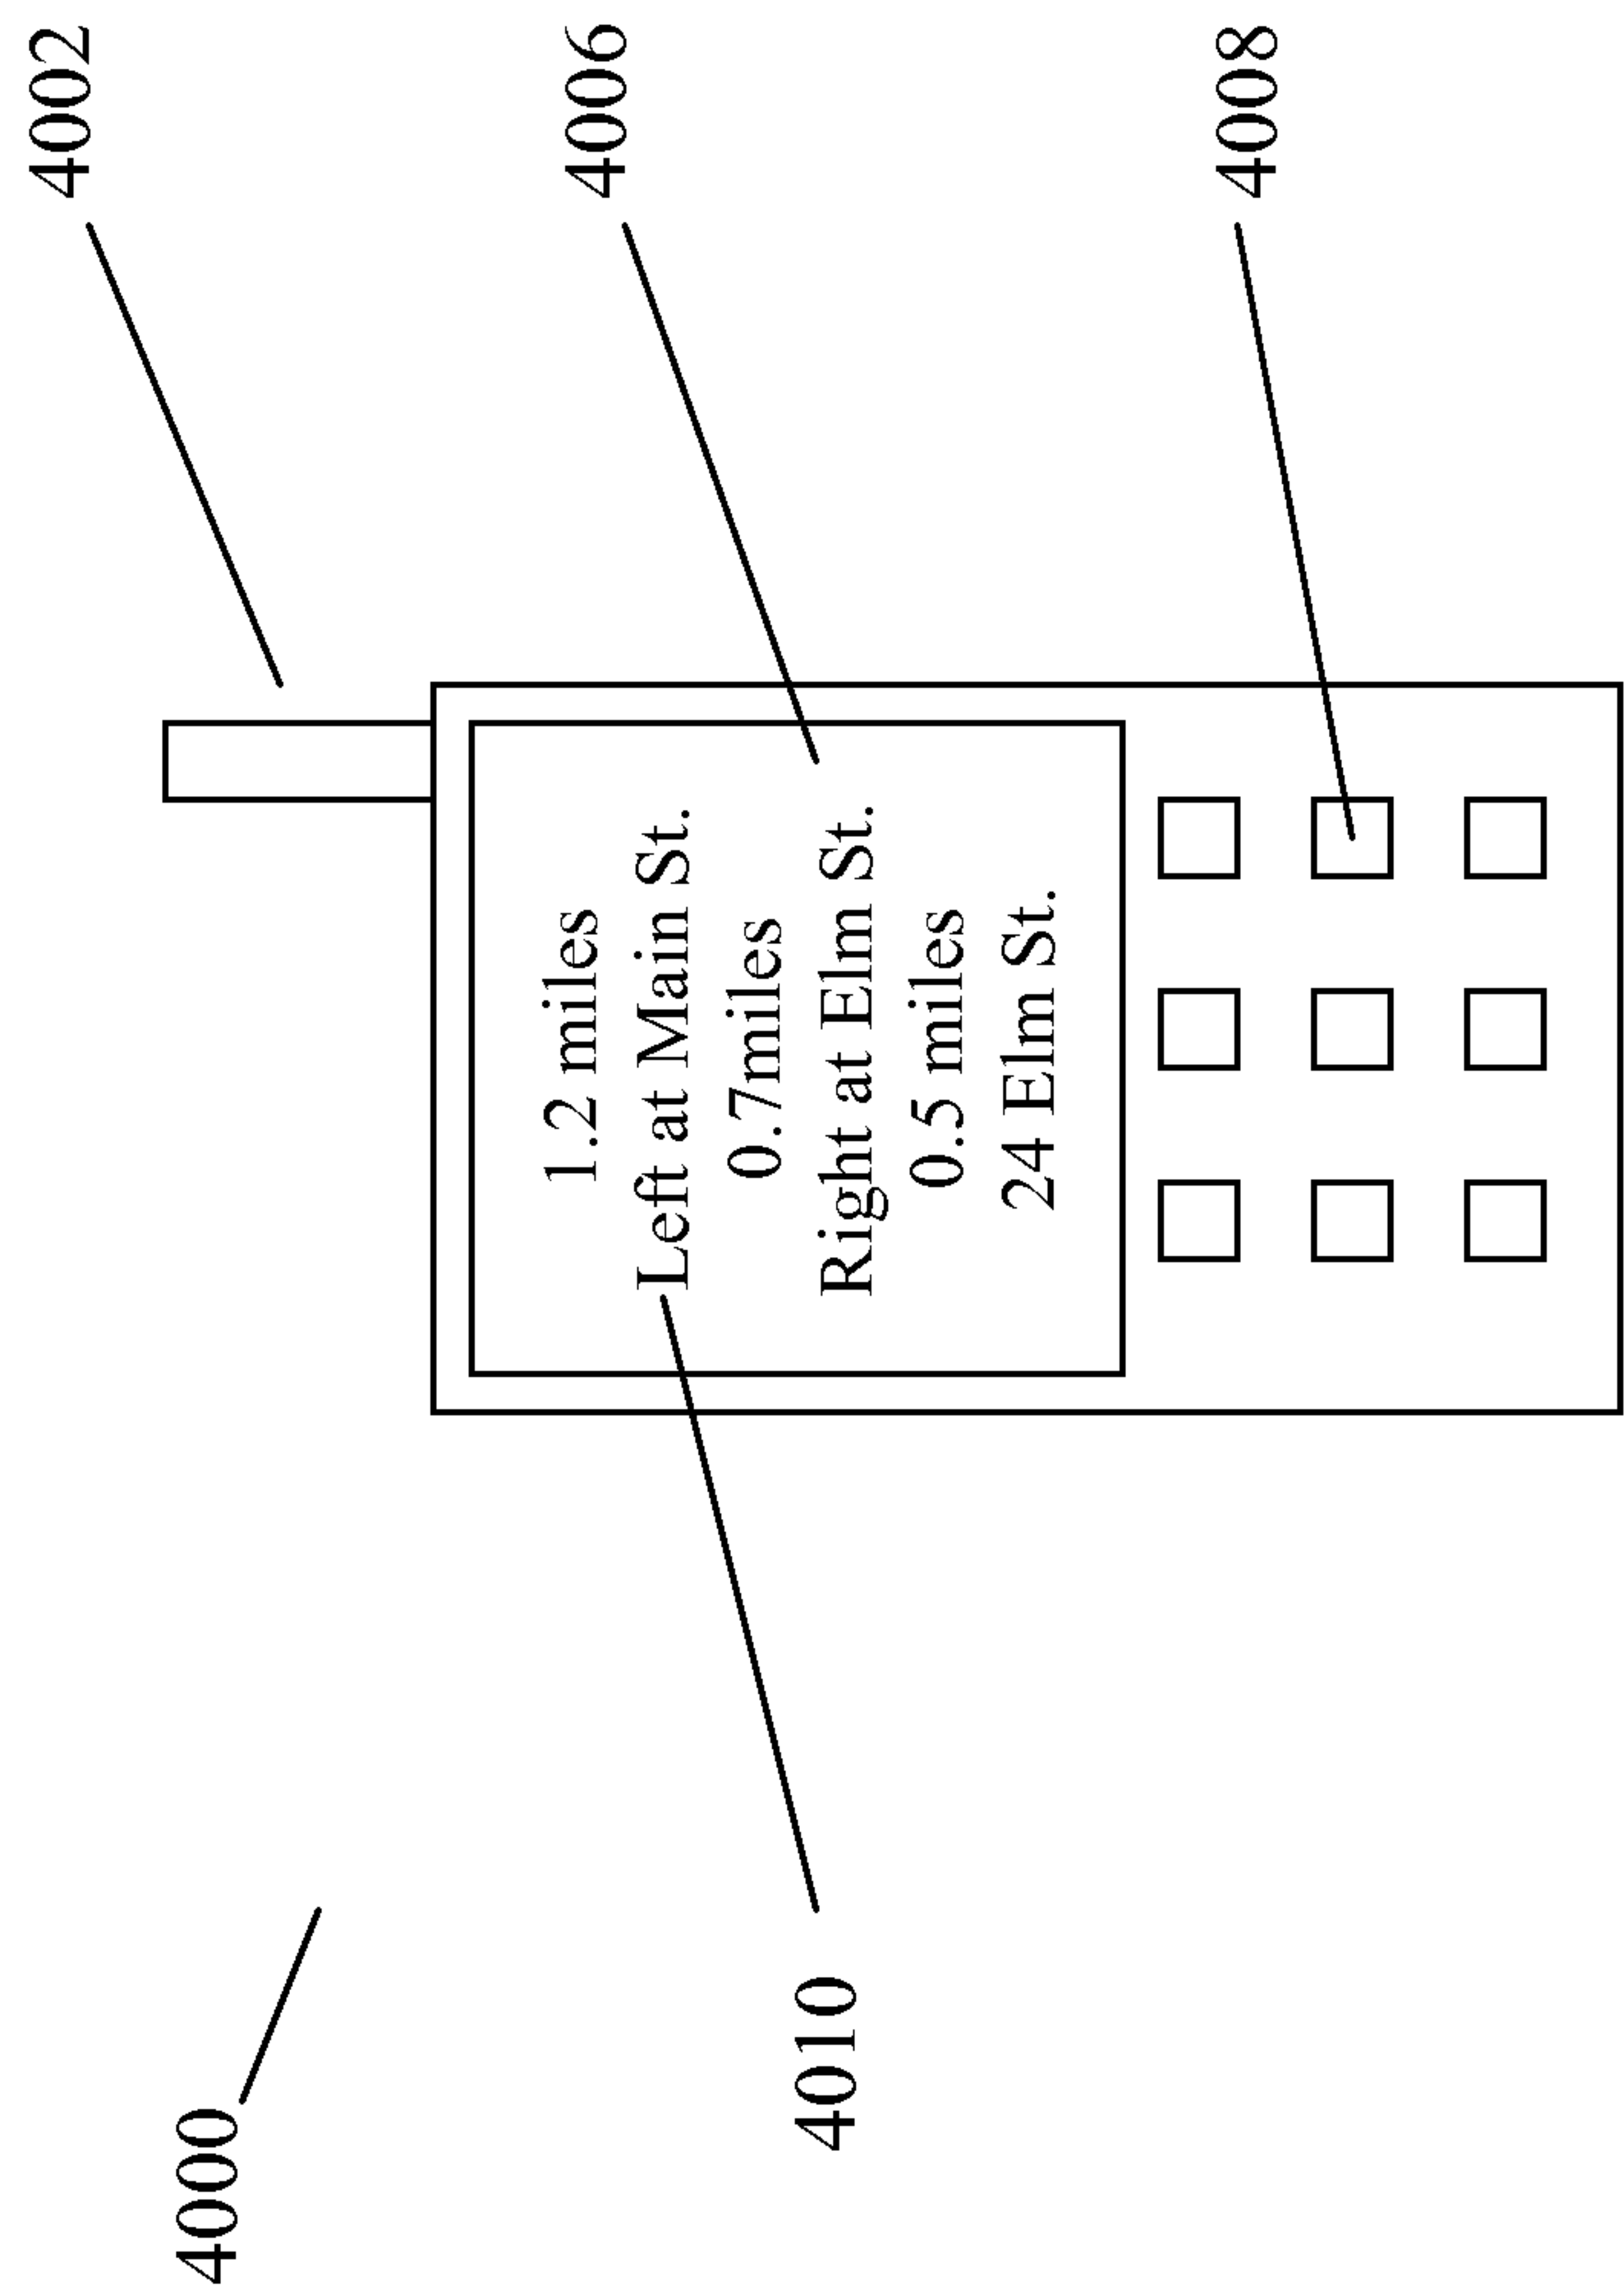 4002
4000
4006
1.2 miles
Left at Main St.
0.7miles
Right at Elm St.
0.5 miles
24 Elm St.
4010
4008